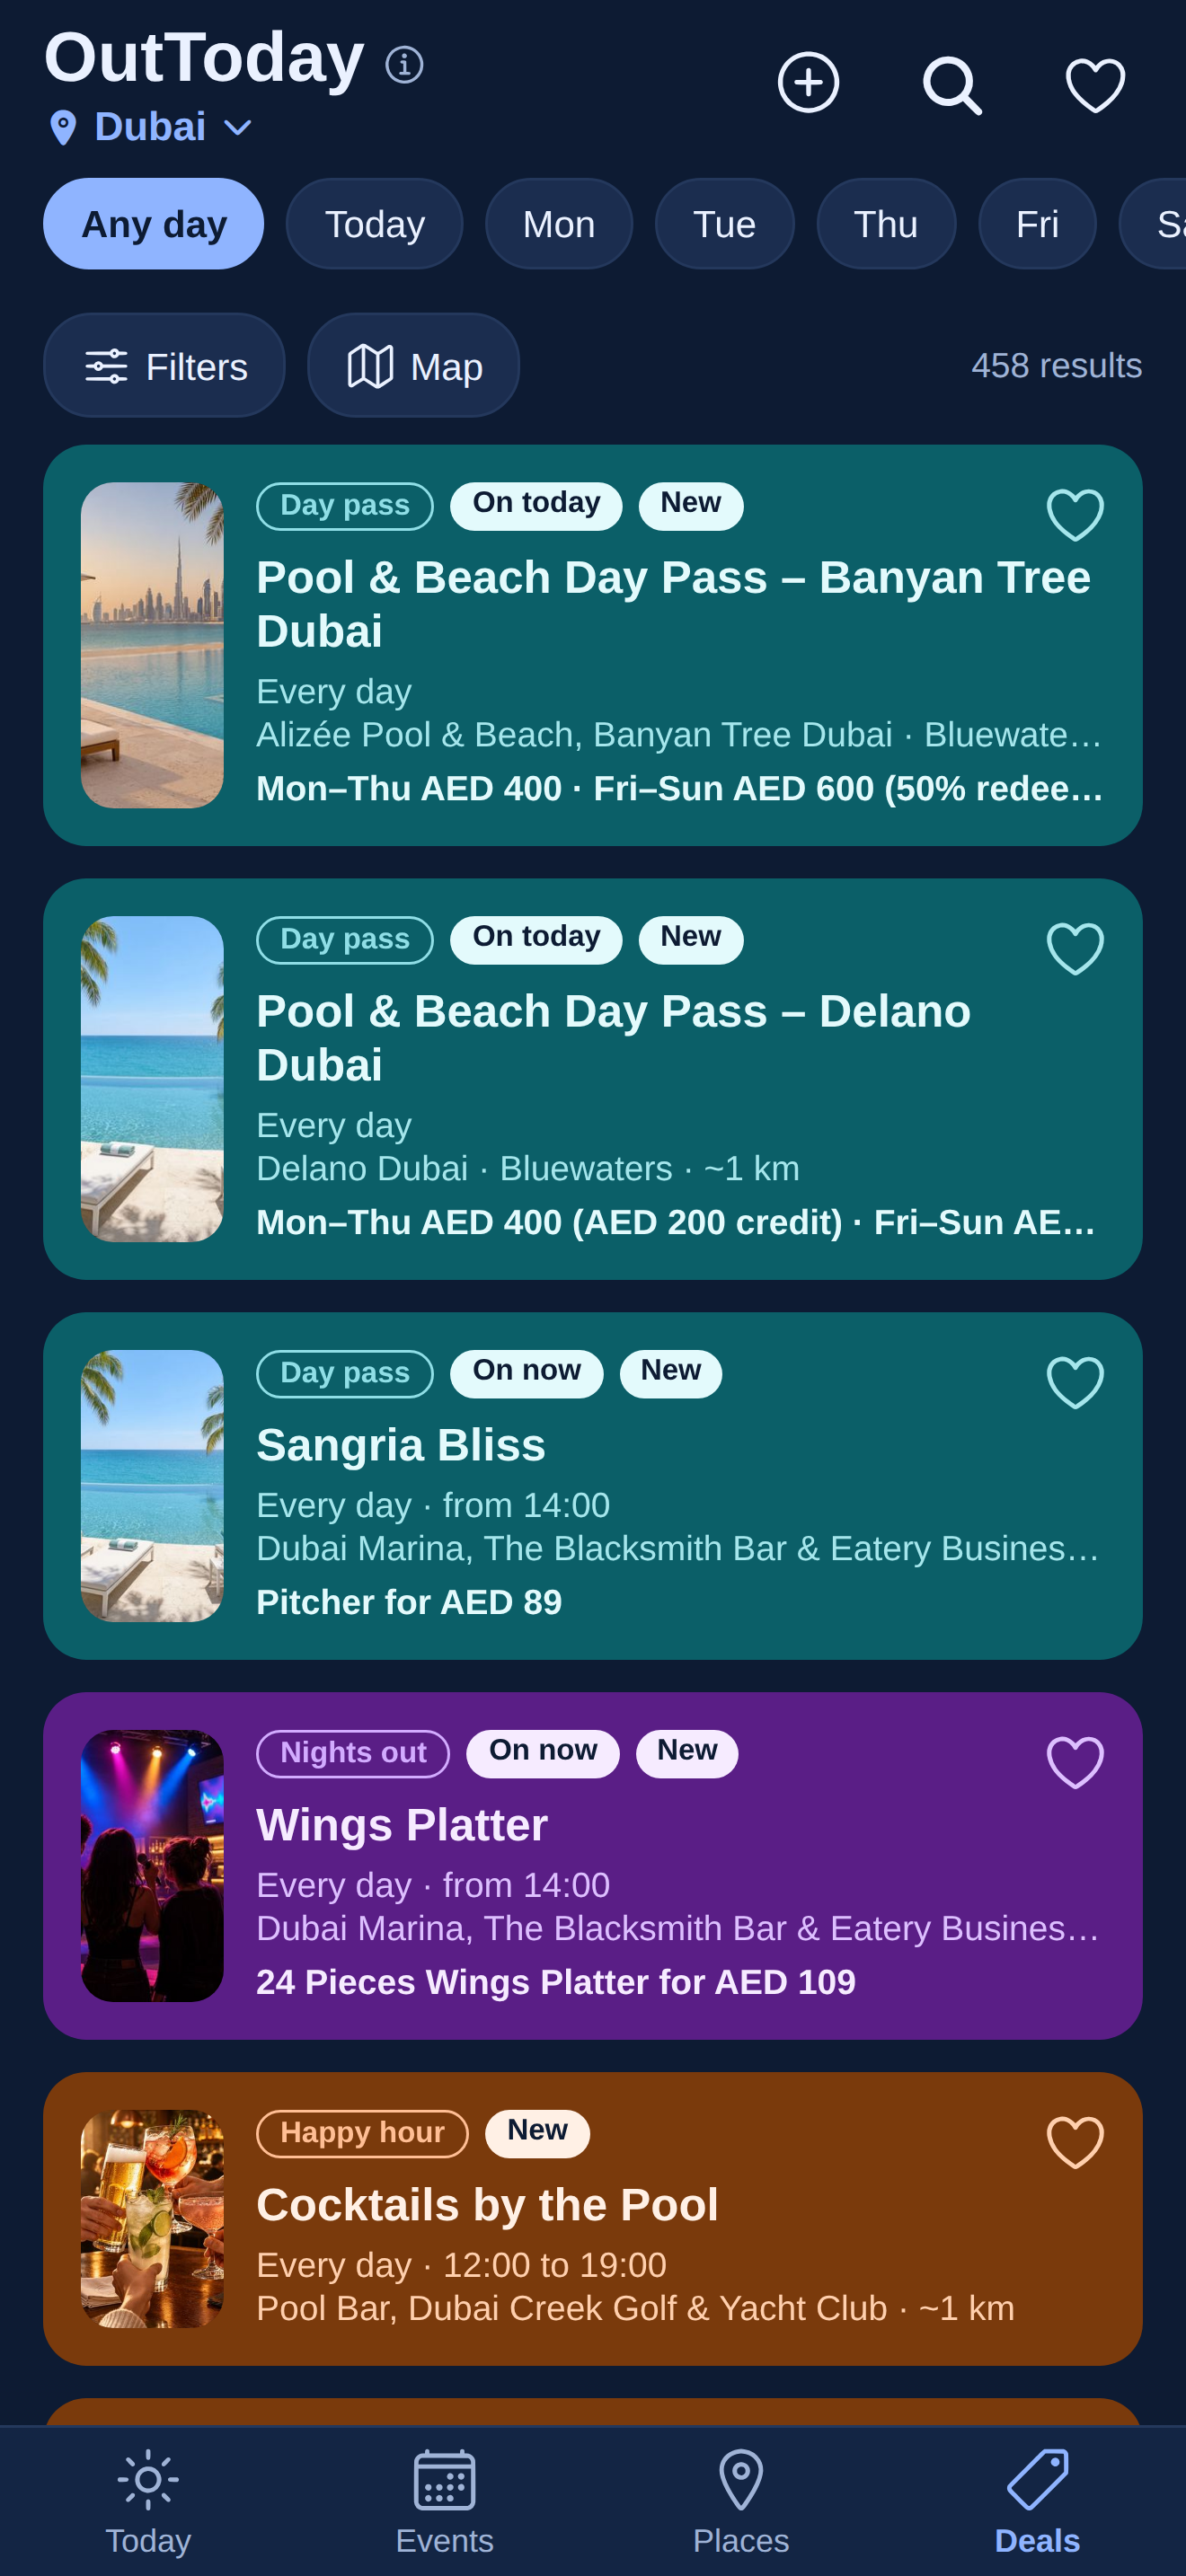 OutToday
Dubai
Any day Today Mon Tue Thu Fri Sa
Filters Map 458 results
Day pass On today New
Pool & Beach Day Pass – Banyan Tree
Dubai
Every day
Alizée Pool & Beach, Banyan Tree Dubai · Bluewate…
Mon–Thu AED 400 · Fri–Sun AED 600 (50% redee…
Day pass On today New
Pool & Beach Day Pass – Delano
Dubai
Every day
Delano Dubai · Bluewaters · ~1 km
Mon–Thu AED 400 (AED 200 credit) · Fri–Sun AE…
Day pass On now New
Sangria Bliss
Every day · from 14:00
Dubai Marina, The Blacksmith Bar & Eatery Busines…
Pitcher for AED 89
Nights out On now New
Wings Platter
Every day · from 14:00
Dubai Marina, The Blacksmith Bar & Eatery Busines…
24 Pieces Wings Platter for AED 109
Happy hour New
Cocktails by the Pool
Every day · 12:00 to 19:00
Pool Bar, Dubai Creek Golf & Yacht Club · ~1 km
Today Events Places Deals